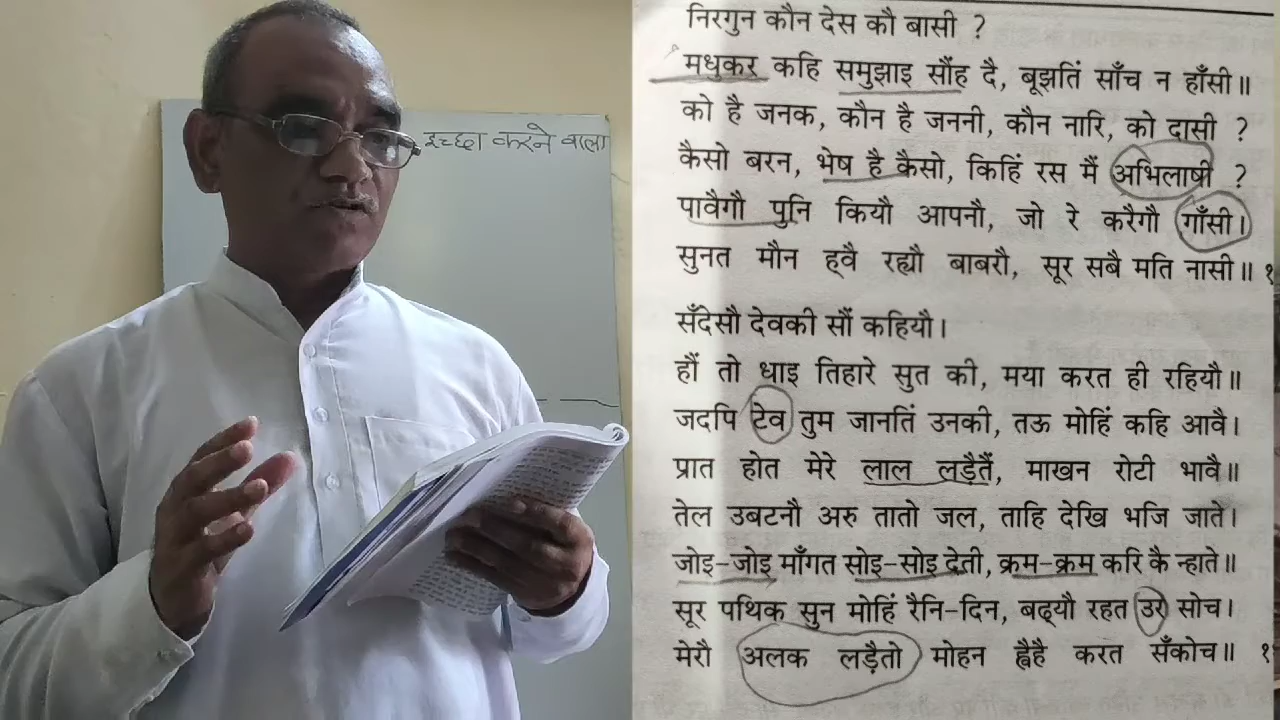 इच्छा करने वाला
निरगुन कौन देस कौ बासी ?
मधुकर कहि समुझाइ सौंह दै, बूझतिं साँच न हाँसी॥
को है जनक, कौन है जननी, कौन नारि, को दासी ?
कैसो बरन, भेष है कैसो, किहिं रस मैं अभिलाषी ?
पावैगौ पुनि कियौ आपनौ, जो रे करैगौ गाँसी।
सुनत मौन ह्वै रह्यौ बाबरौ, सूर सबै मति नासी॥ १
सँदेसौ देवकी सौं कहियौ।
हौं तो धाइ तिहारे सुत की, मया करत ही रहियौ॥
जदपि टेव तुम जानतिं उनकी, तऊ मोहिं कहि आवै।
प्रात होत मेरे लाल लड़ैतैं, माखन रोटी भावै॥
तेल उबटनौ अरु तातो जल, ताहि देखि भजि जाते।
जोइ-जोइ माँगत सोइ-सोइ देती, क्रम-क्रम करि कै न्हाते॥
सूर पथिक सुन मोहिं रैनि-दिन, बढ्यौ रहत उर सोच।
मेरौ अलक लड़ैतो मोहन ह्वैहै करत सँकोच॥ १